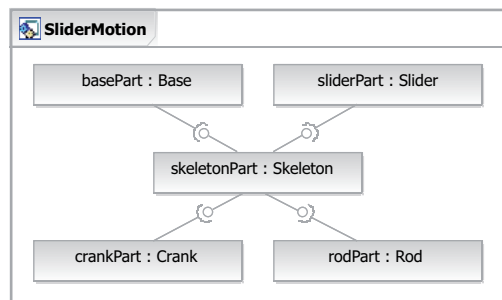 SliderMotion
basePart : Base
sliderPart : Slider
skeletonPart : Skeleton
crankPart : Crank
rodPart : Rod